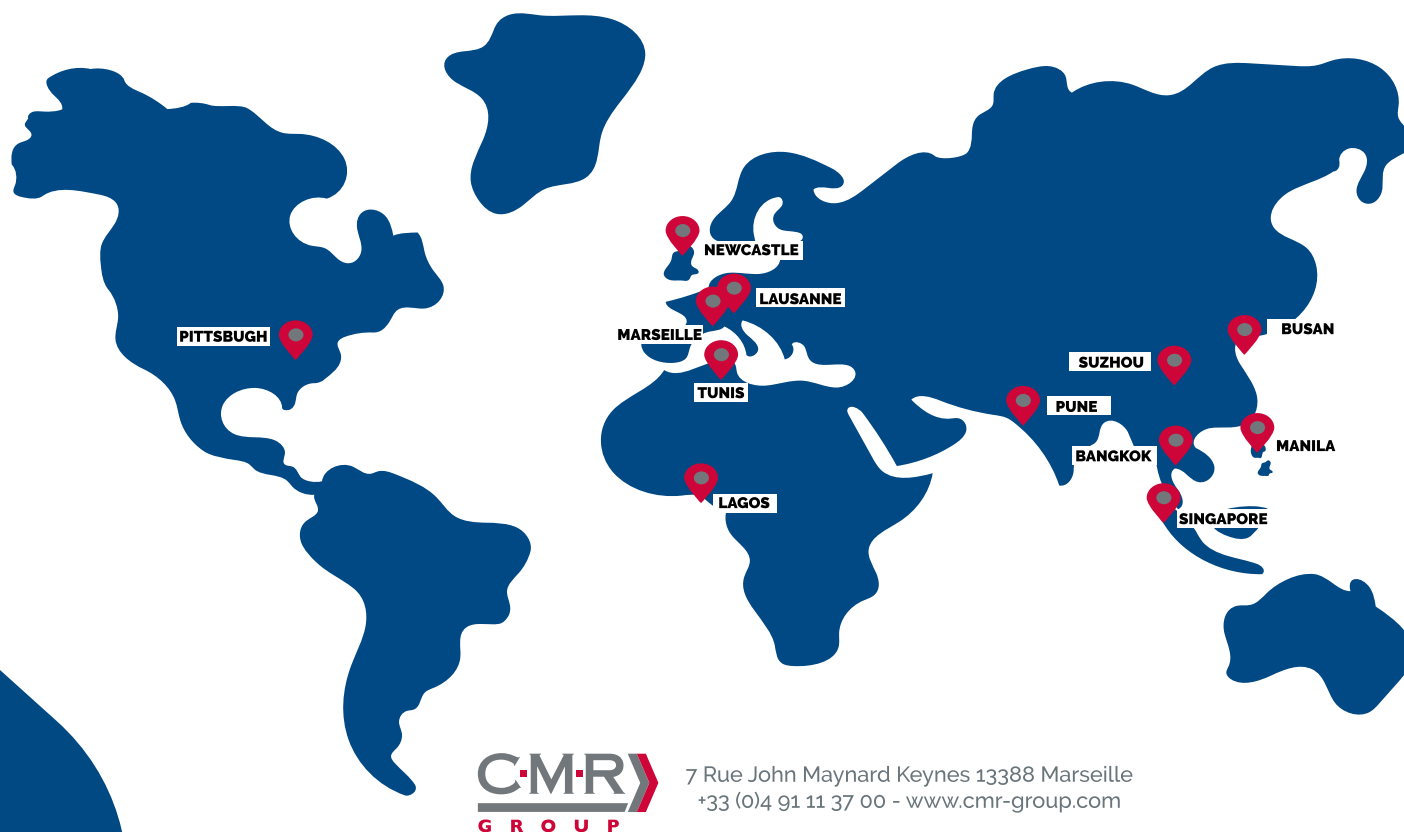 NEWCASTLE
LAUSANNE
MARSEILLE
PITTSBUGH
BUSAN
SUZHOU
TUNIS
PUNE
MANILA
BANGKOK
LAGOS
SINGAPORE
C·M·R
GROUP
7 Rue John Maynard Keynes 13388 Marseille
+33 (0)4 91 11 37 00 - www.cmr-group.com